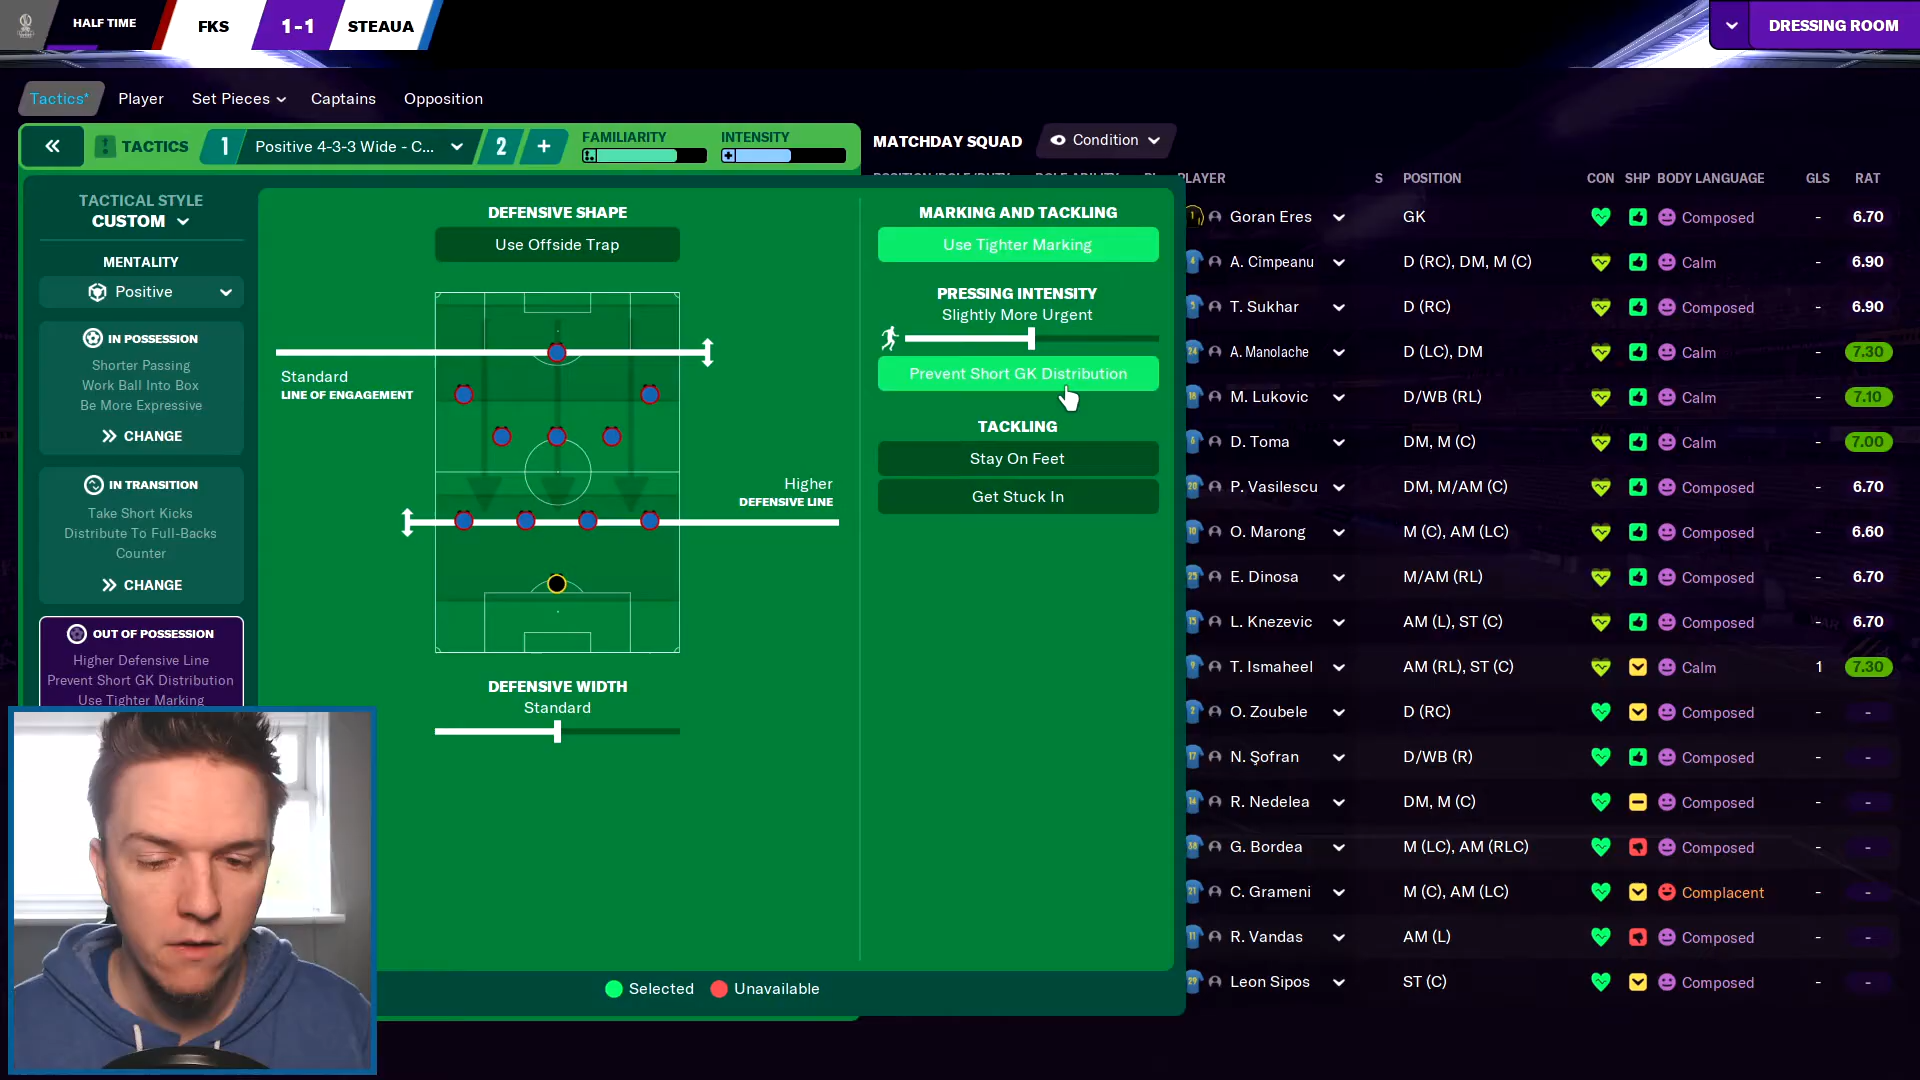 HALF TIME
FKS
1-1
STEAUA
DRESSING ROOM
Tactics*
Player
Set Pieces
Captains
Opposition
TACTICS
1
Positive 4-3-3 Wide - C...
2
FAMILIARITY
INTENSITY
MATCHDAY SQUAD
Condition
TACTICAL STYLE
CUSTOM
MENTALITY
Positive
IN POSSESSION
Shorter Passing
Work Ball Into Box
Be More Expressive
CHANGE
IN TRANSITION
Take Short Kicks
Distribute To Full-Backs
Counter
CHANGE
OUT OF POSSESSION
Higher Defensive Line
Prevent Short GK Distribution
Use Tighter Marking
DEFENSIVE SHAPE
Use Offside Trap
Standard
LINE OF ENGAGEMENT
Higher
DEFENSIVE LINE
DEFENSIVE WIDTH
Standard
MARKING AND TACKLING
Use Tighter Marking
PRESSING INTENSITY
Slightly More Urgent
Prevent Short GK Distribution
TACKLING
Stay On Feet
Get Stuck In
Selected
Unavailable
PLAYER S POSITION CON SHP BODY LANGUAGE GLS RAT
Goran Eres GK Composed - 6.70
A. Cîmpeanu D (RC), DM, M (C) Calm - 6.90
T. Sukhar D (RC) Composed - 6.90
A. Manolache D (LC), DM Calm - 7.30
M. Lukovic D/WB (RL) Calm - 7.10
D. Toma DM, M (C) Calm - 7.00
P. Vasilescu DM, M/AM (C) Composed - 6.70
O. Marong M (C), AM (LC) Composed - 6.60
E. Dinosa M/AM (RL) Composed - 6.70
L. Knezevic AM (L), ST (C) Composed - 6.70
T. Ismaheel AM (RL), ST (C) Calm 1 7.30
O. Zoubele D (RC) Composed - -
N. Şofran D/WB (R) Composed - -
R. Nedelea DM, M (C) Composed - -
G. Bordea M (LC), AM (RLC) Composed - -
C. Grameni M (C), AM (LC) Complacent - -
R. Vandas AM (L) Composed - -
Leon Sipos ST (C) Composed - -